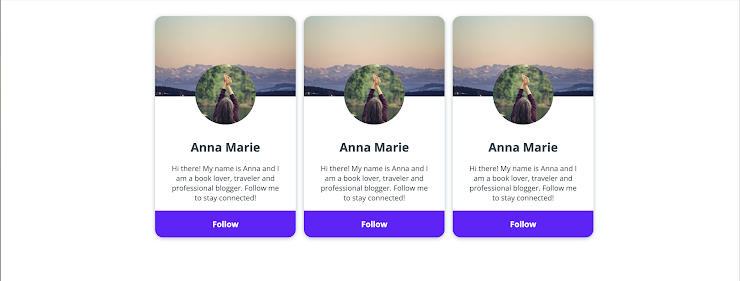 Anna Marie
Hi there! My name is Anna and I
am a book lover, traveler and
professional blogger. Follow me
to stay connected!
Follow
Anna Marie
Hi there! My name is Anna and I
am a book lover, traveler and
professional blogger. Follow me
to stay connected!
Follow
Anna Marie
Hi there! My name is Anna and I
am a book lover, traveler and
professional blogger. Follow me
to stay connected!
Follow